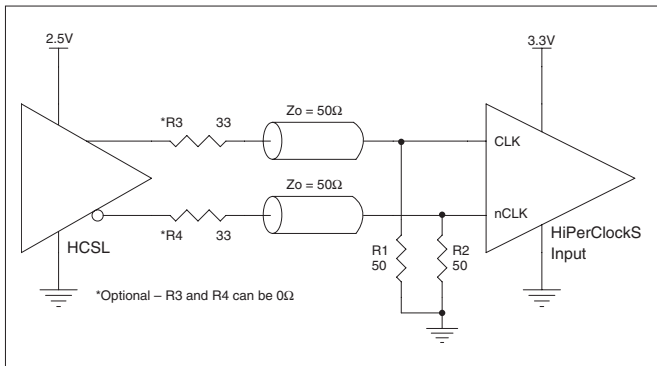 2.5V
3.3V
*R3 33
Zo = 50Ω
CLK
Zo = 50Ω
nCLK
*R4 33
HCSL
R1
50
R2
50
HiPerClockS
Input
*Optional – R3 and R4 can be 0Ω